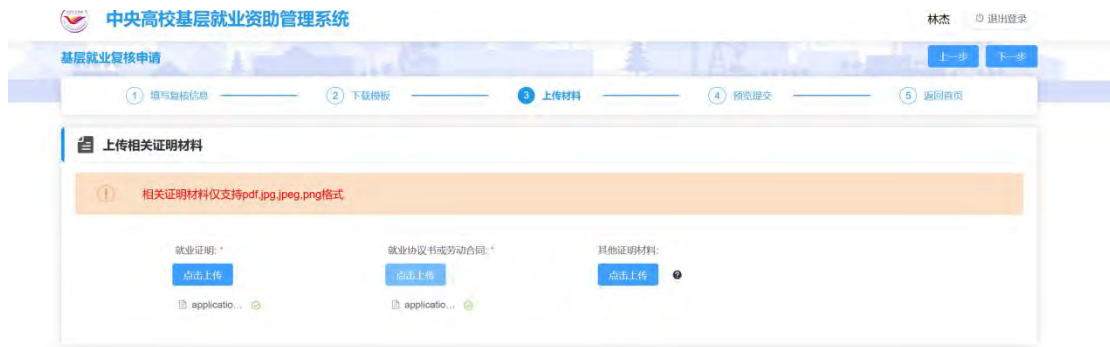 中央高校基层就业资助管理系统
林杰 退出登录
基层就业复核申请
上一步 下一步
1 填写复核信息 2 下载模板 3 上传材料 4 预览提交 5 返回首页
上传相关证明材料
相关证明材料仅支持pdf,jpg,jpeg,png格式
就业证明: * 就业协议书或劳动合同: * 其他证明材料:
点击上传 点击上传 点击上传
applicatio... applicatio...